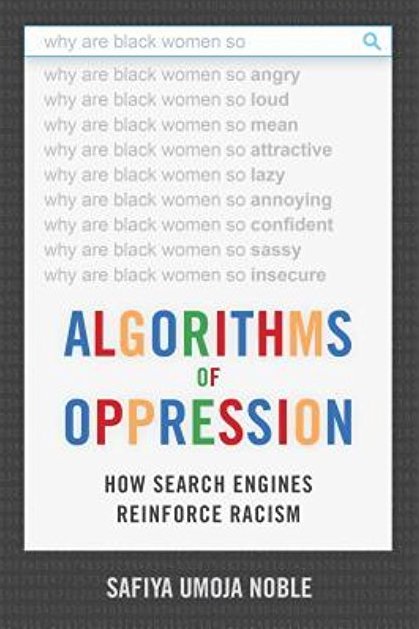 why are black women so
why are black women so angry
why are black women so loud
why are black women so mean
why are black women so attractive
why are black women so lazy
why are black women so annoying
why are black women so confident
why are black women so sassy
why are black women so insecure
ALGORITHMS
OF
OPPRESSION
HOW SEARCH ENGINES
REINFORCE RACISM
SAFIYA UMOJA NOBLE